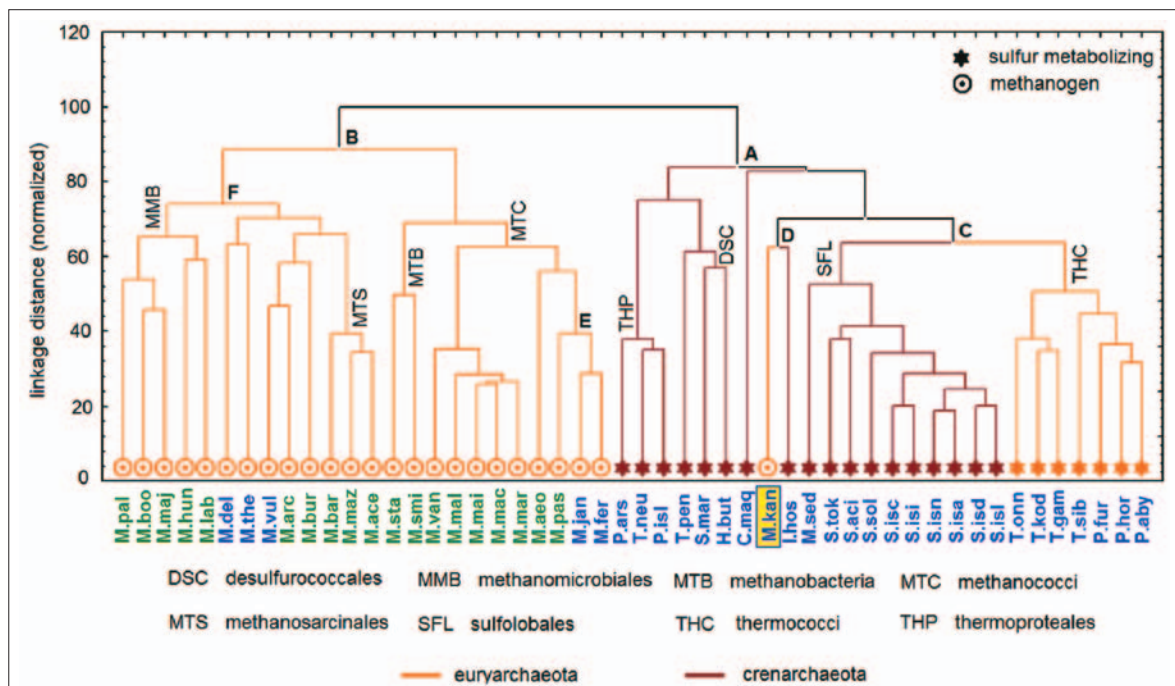 120
100
80
60
40
20
0
linkage distance (normalized)
sulfur metabolizing
methanogen
B
A
F
MMB
MTC
D
C
DSC
SFL
THC
MTB
MTS
THP
E
M.pal
M.boo
M.maj
M.hun
M.lab
M.del
M.the
M.vul
M.arc
M.bur
M.bar
M.maz
M.ace
M.sta
M.smi
M.van
M.mal
M.mai
M.mac
M.mar
M.aeo
M.pas
M.jan
M.fer
P.ars
T.neu
P.isl
T.pen
S.mar
H.but
C.maq
M.kan
I.hos
M.sed
S.tok
S.aci
S.sol
S.isc
S.isi
S.isn
S.isa
S.isd
S.isl
T.onn
T.kod
T.gam
T.sib
P.fur
P.hor
P.aby
DSC desulfurococcales MMB methanomicrobiales MTB methanobacteria MTC methanococci
MTS methanosarcinales SFL sulfolobales THC thermococci THP thermoproteales
euryarchaeota crenarchaeota